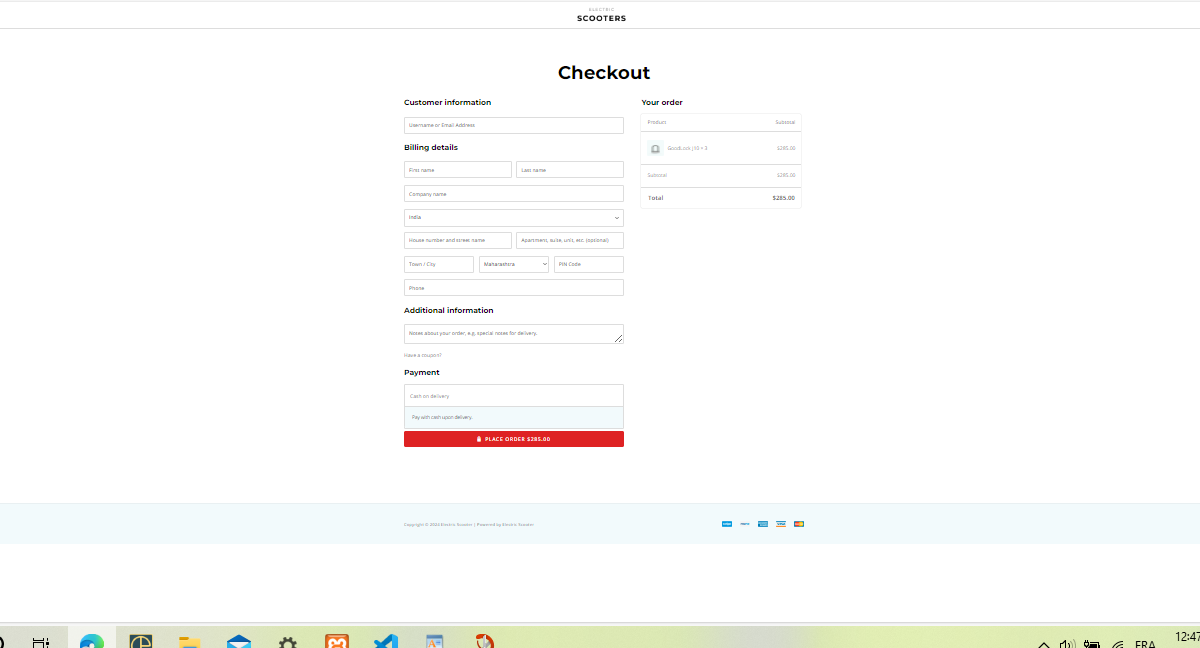 ELECTRIC
SCOOTERS
Checkout
Customer information
Username or Email Address
Billing details
First name
Last name
Company name
India
House number and street name
Apartment, suite, unit, etc. (optional)
Town / City
Maharashtra
PIN Code
Phone
Additional information
Notes about your order, e.g. special notes for delivery.
Have a coupon?
Payment
Cash on delivery
Pay with cash upon delivery.
PLACE ORDER $285.00
Your order
Product
Subtotal
$285.00
Subtotal
$285.00
Total
$285.00
Copyright © 2024 Electric Scooter | Powered by Electric Scooter
VISA
FRA
12:47